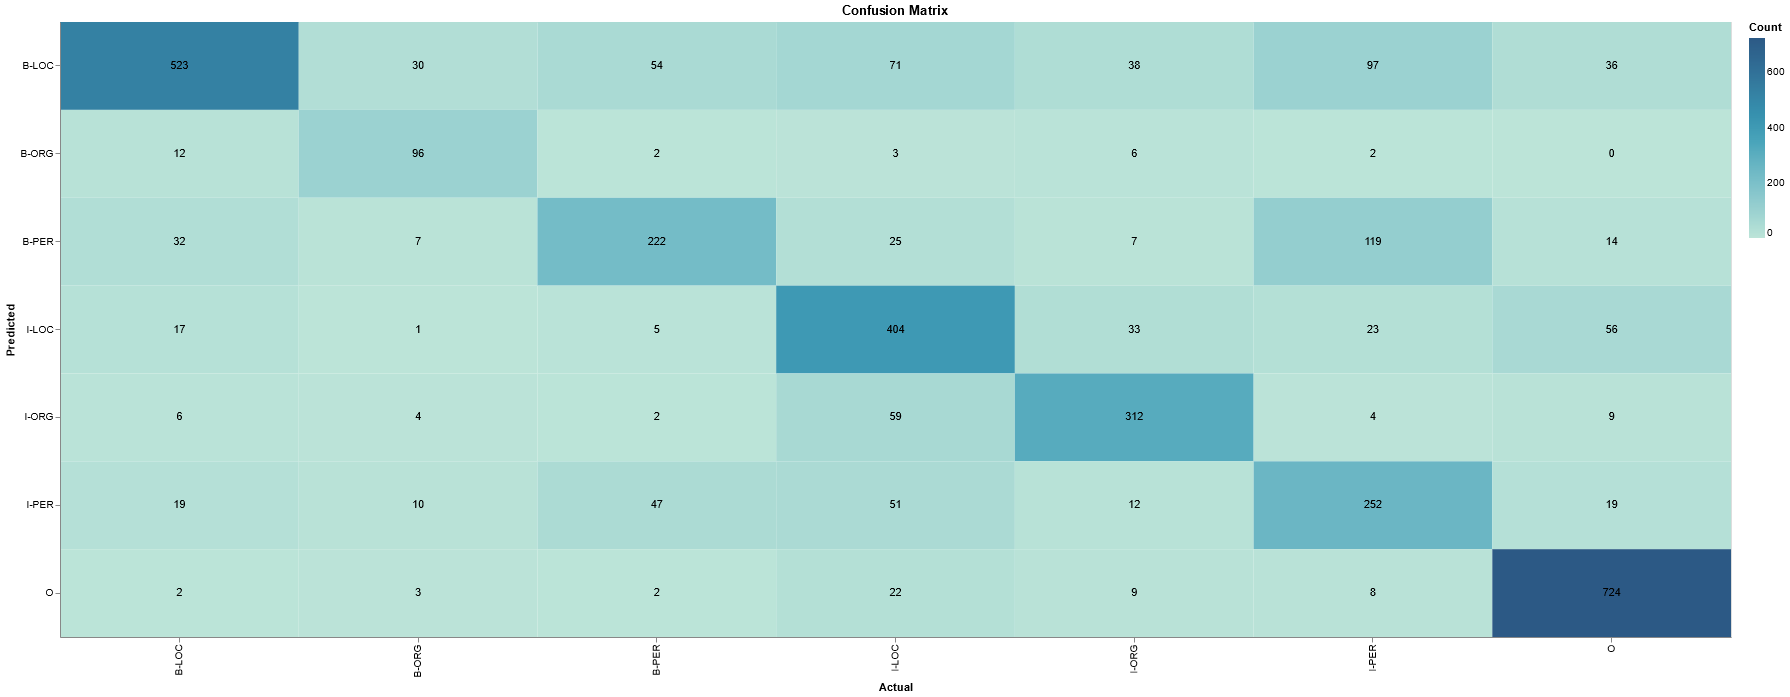 Confusion Matrix
Count
B-LOC 523 30 54 71 38 97 36
600
400
B-ORG 12 96 2 3 6 2 0
200
0
B-PER 32 7 222 25 7 119 14
Predicted
I-LOC 17 1 5 404 33 23 56
I-ORG 6 4 2 59 312 4 9
I-PER 19 10 47 51 12 252 19
O 2 3 2 22 9 8 724
B-LOC B-ORG B-PER I-LOC I-ORG I-PER O
Actual